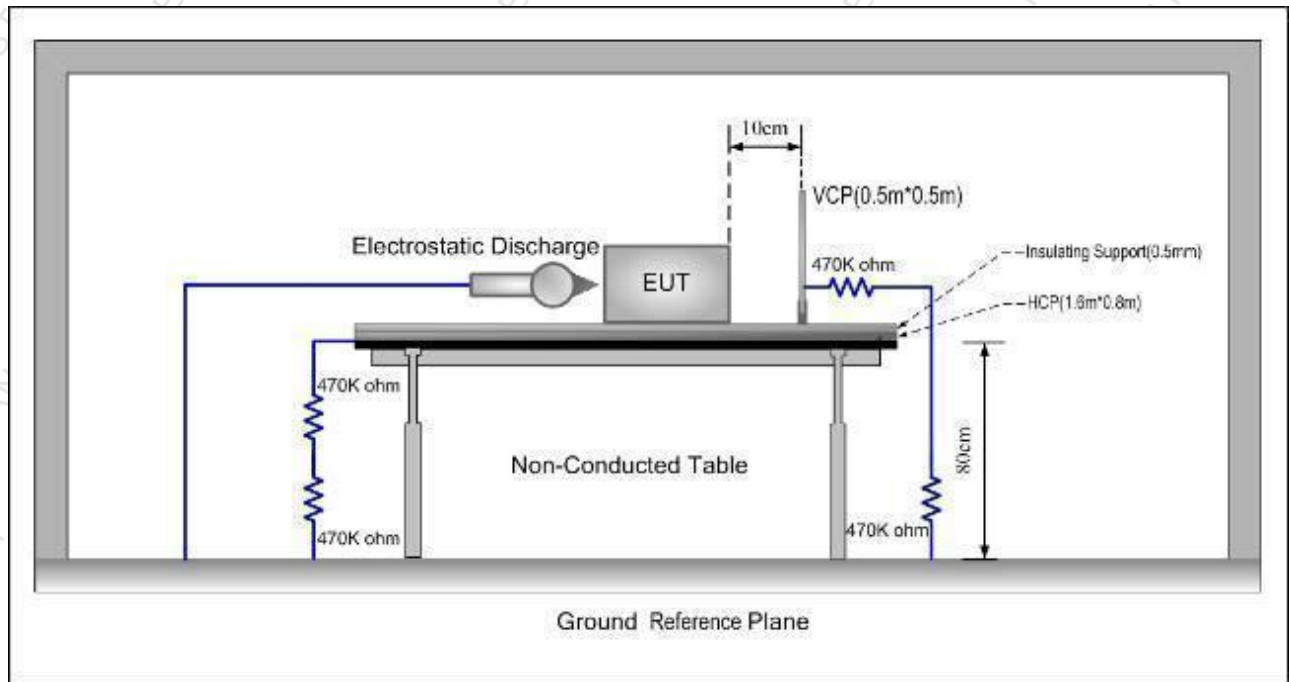 10cm
VCP(0.5m*0.5m)
Electrostatic Discharge
Insulating Support(0.5mm)
470K ohm
EUT
HCP(1.6m*0.8m)
470K ohm
80cm
Non-Conducted Table
470K ohm
470K ohm
Ground Reference Plane